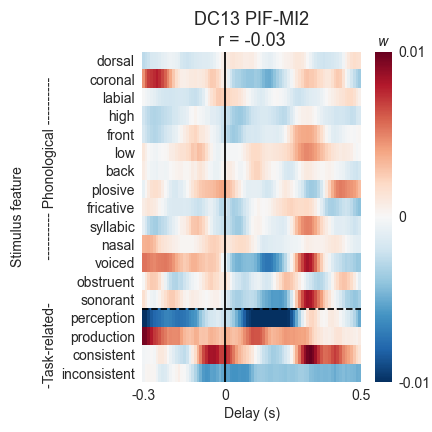 DC13 PIF-MI2
r = -0.03
w
dorsal
coronal
labial
high
front
low
back
plosive
fricative
syllabic
nasal
voiced
obstruent
sonorant
perception
production
consistent
inconsistent
Stimulus feature
---------- Phonological ----------
-Task-related-
-0.3
0
0.5
Delay (s)
0.01
0
-0.01